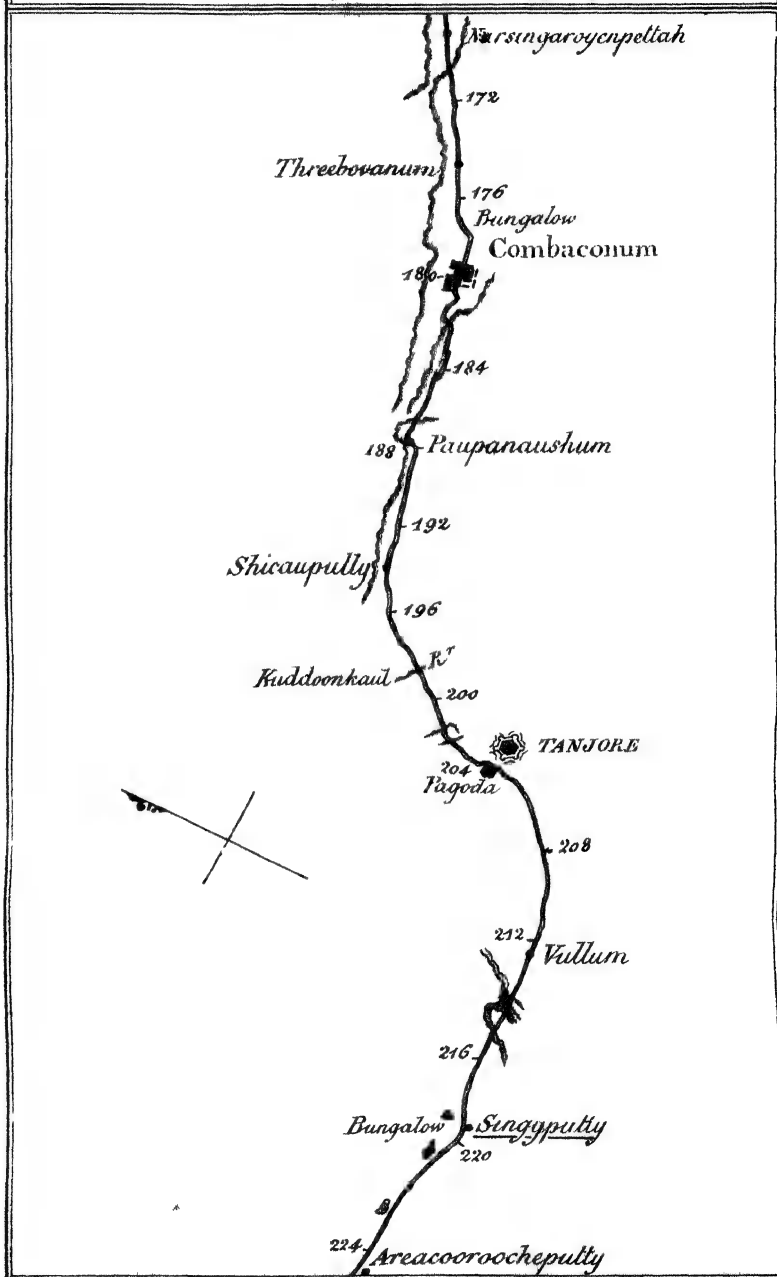 Nursingaroyenpettah
172
Threebovanum
176
Bungalow
Combaconum
180
184
188
Paupanaushum
192
Shicaupully
196
Kuddoonkaul
Rr
200
TANJORE
204
Pagoda
208
212
Vullum
216
Bungalow
Singyputty
220
224
Areacooroocheputty